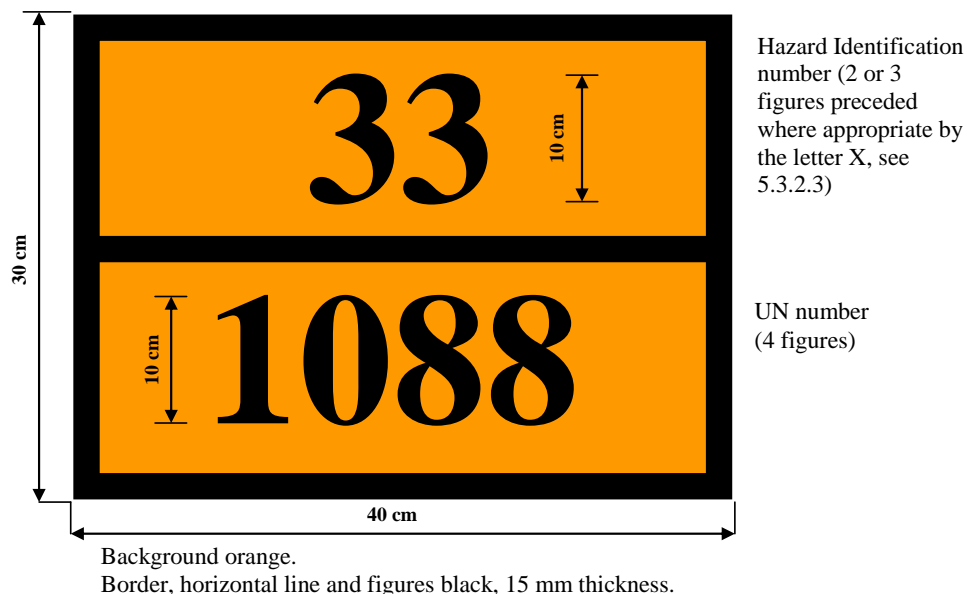 33
10 cm
Hazard Identification
number (2 or 3
figures preceded
where appropriate by
the letter X, see
5.3.2.3)
30 cm
1088
10 cm
UN number
(4 figures)
40 cm
Background orange.
Border, horizontal line and figures black, 15 mm thickness.